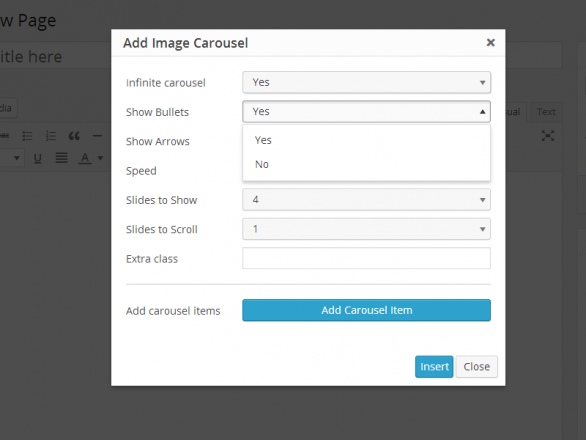 w Page
Add Image Carousel ×
itle here
Infinite carousel Yes
dia
Show Bullets Yes
ual Text
Show Arrows
Yes
U A
Speed
No
Slides to Show 4
Slides to Scroll 1
Extra class
Add carousel items Add Carousel Item
Insert Close